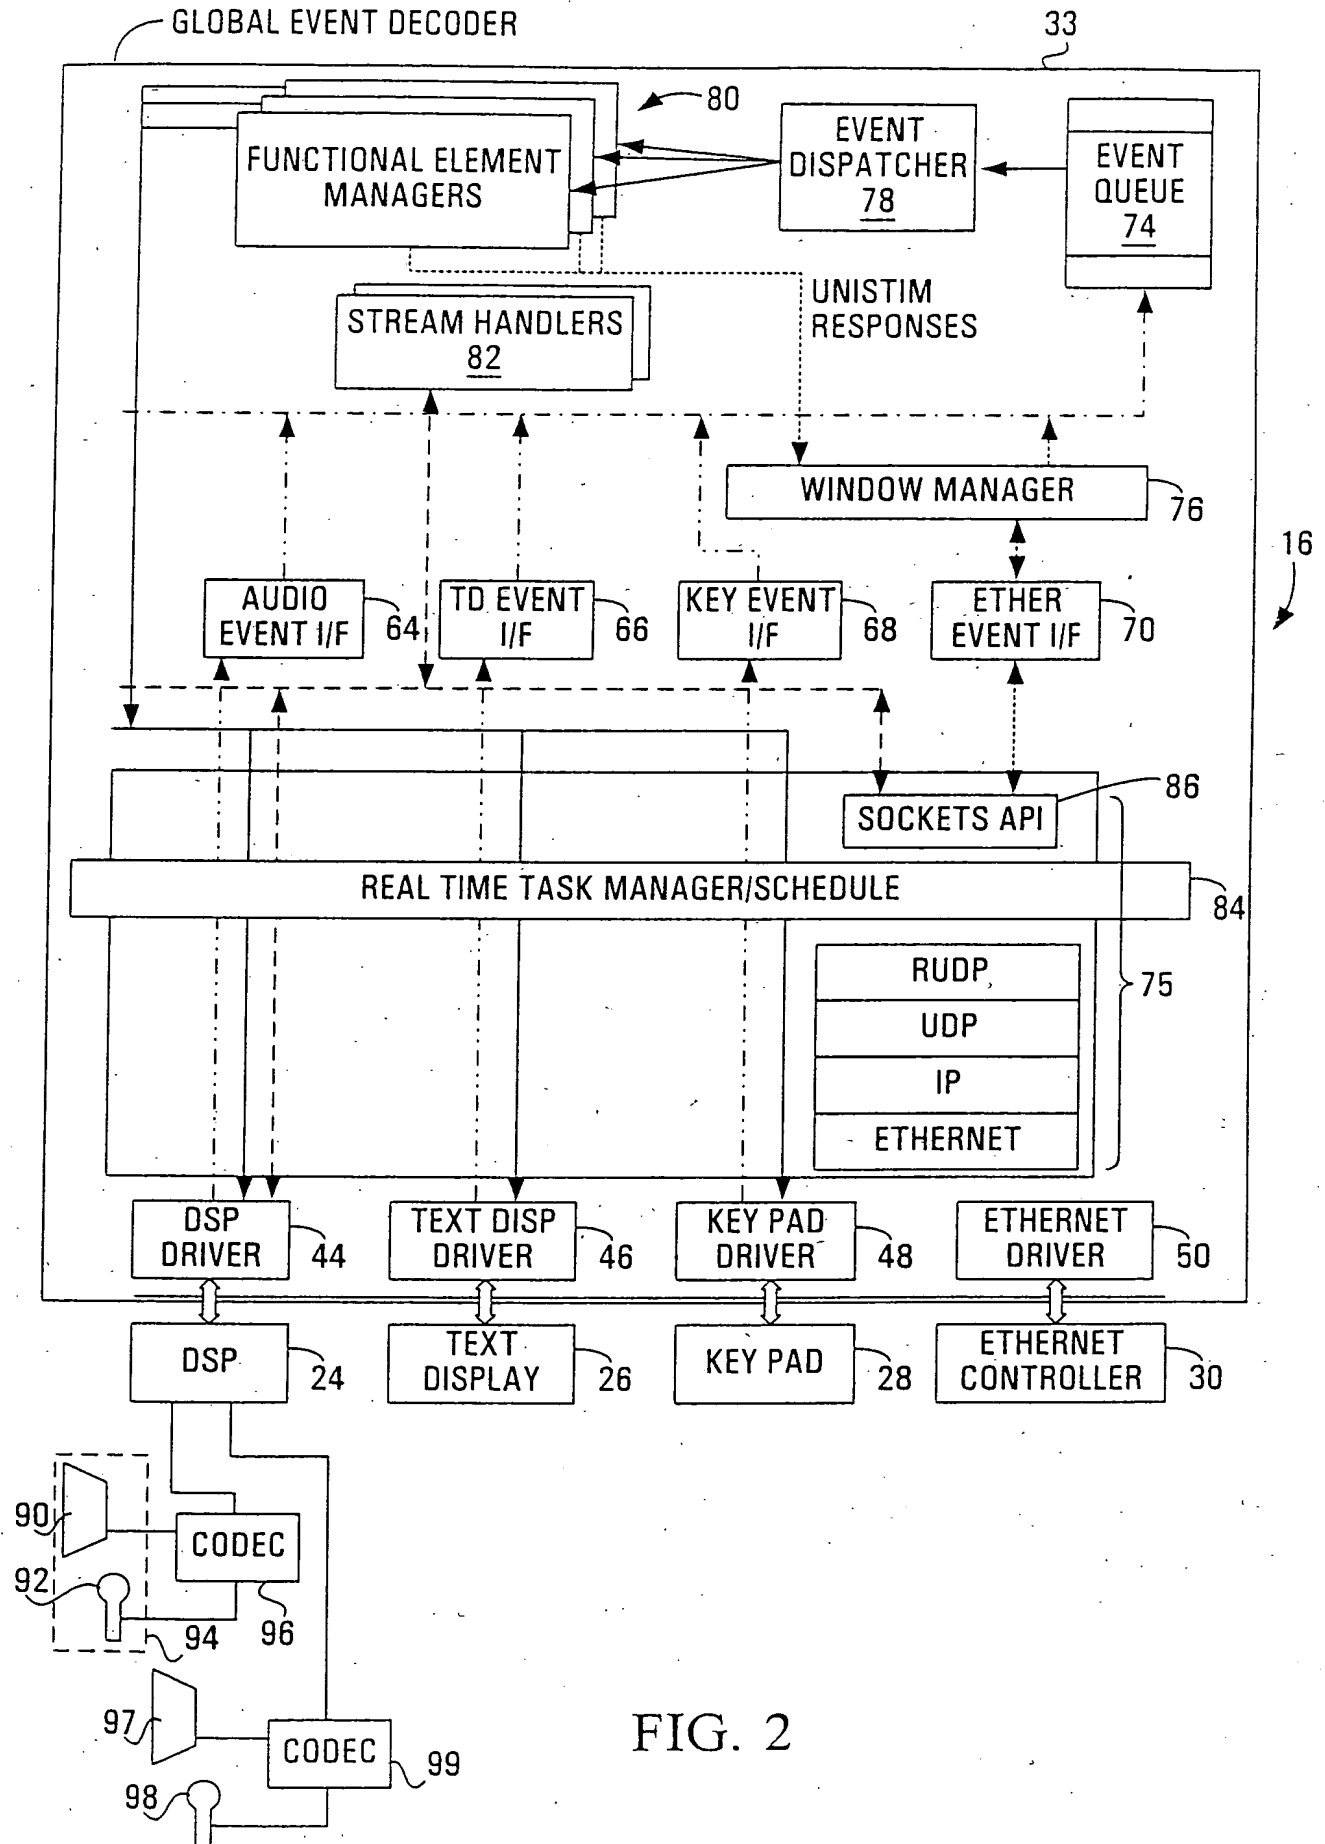 GLOBAL EVENT DECODER
33
80
FUNCTIONAL ELEMENT
MANAGERS
EVENT
DISPATCHER
78
EVENT
QUEUE
74
STREAM HANDLERS
82
UNISTIM
RESPONSES
WINDOW MANAGER
76
16
AUDIO
EVENT I/F
64
TD EVENT
I/F
66
KEY EVENT
I/F
68
ETHER
EVENT I/F
70
SOCKETS API
86
REAL TIME TASK MANAGER/SCHEDULE
84
RUDP
UDP
IP
ETHERNET
75
DSP
DRIVER
44
TEXT DISP
DRIVER
46
KEY PAD
DRIVER
48
ETHERNET
DRIVER
50
DSP
24
TEXT
DISPLAY
26
KEY PAD
28
ETHERNET
CONTROLLER
30
90
CODEC
92
96
94
97
CODEC
99
98
FIG. 2